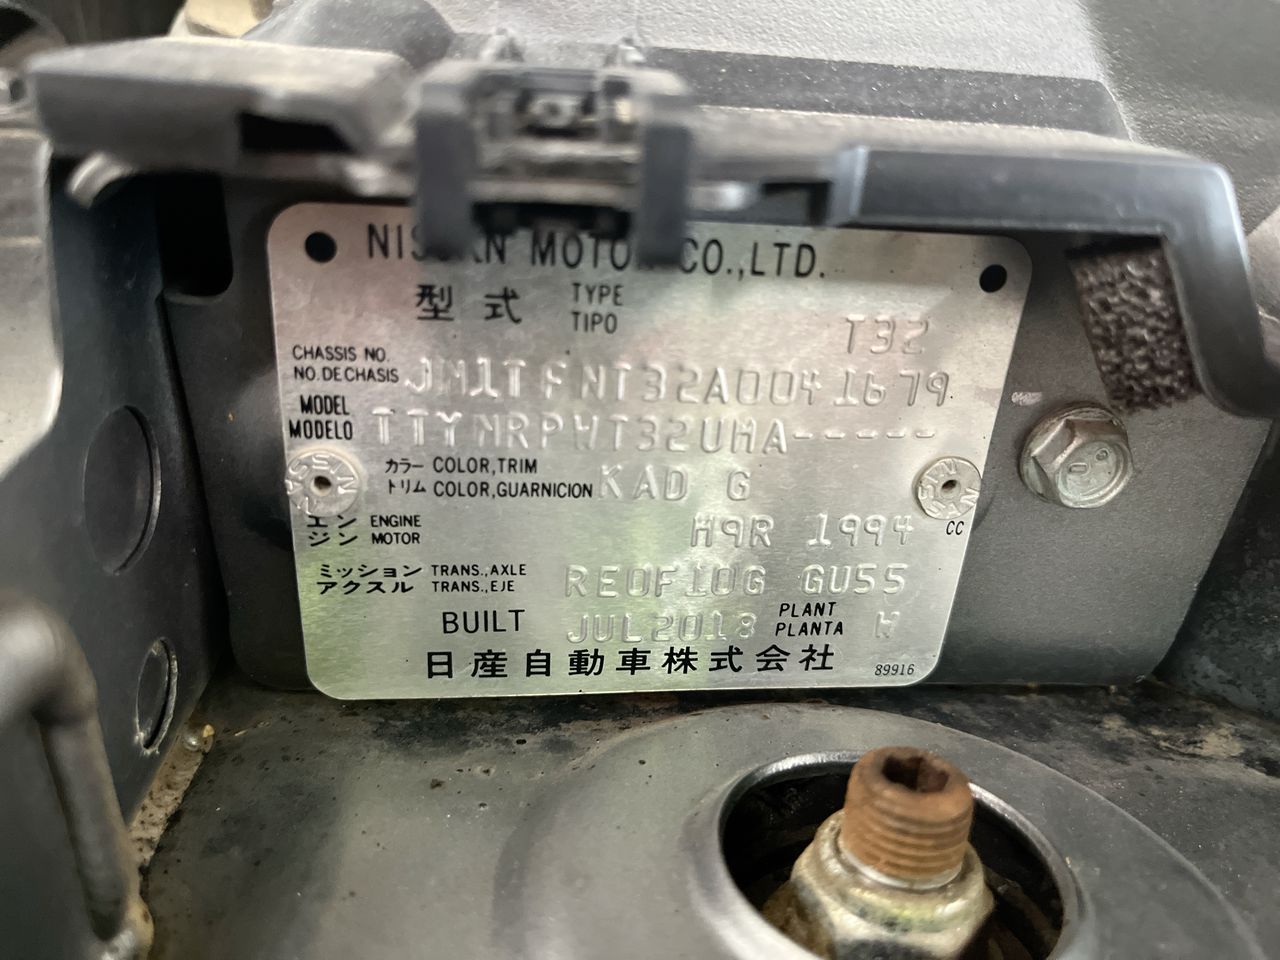 NISSAN MOTOR CO.,LTD.
型式 TYPE TIPO T32
CHASSIS NO. NO.DE CHASIS JN1TFNT32A0041679
MODEL MODELO TTYNRPWT32UMA-----
カラー COLOR,TRIM
トリム COLOR,GUARNICION KAD G
エン ENGINE
ジン MOTOR M9R 1994 CC
ミッション TRANS.,AXLE
アクスル TRANS.,EJE RE0F10G GU55
BUILT JUL2018 PLANT PLANTA W
日産自動車株式会社 89916